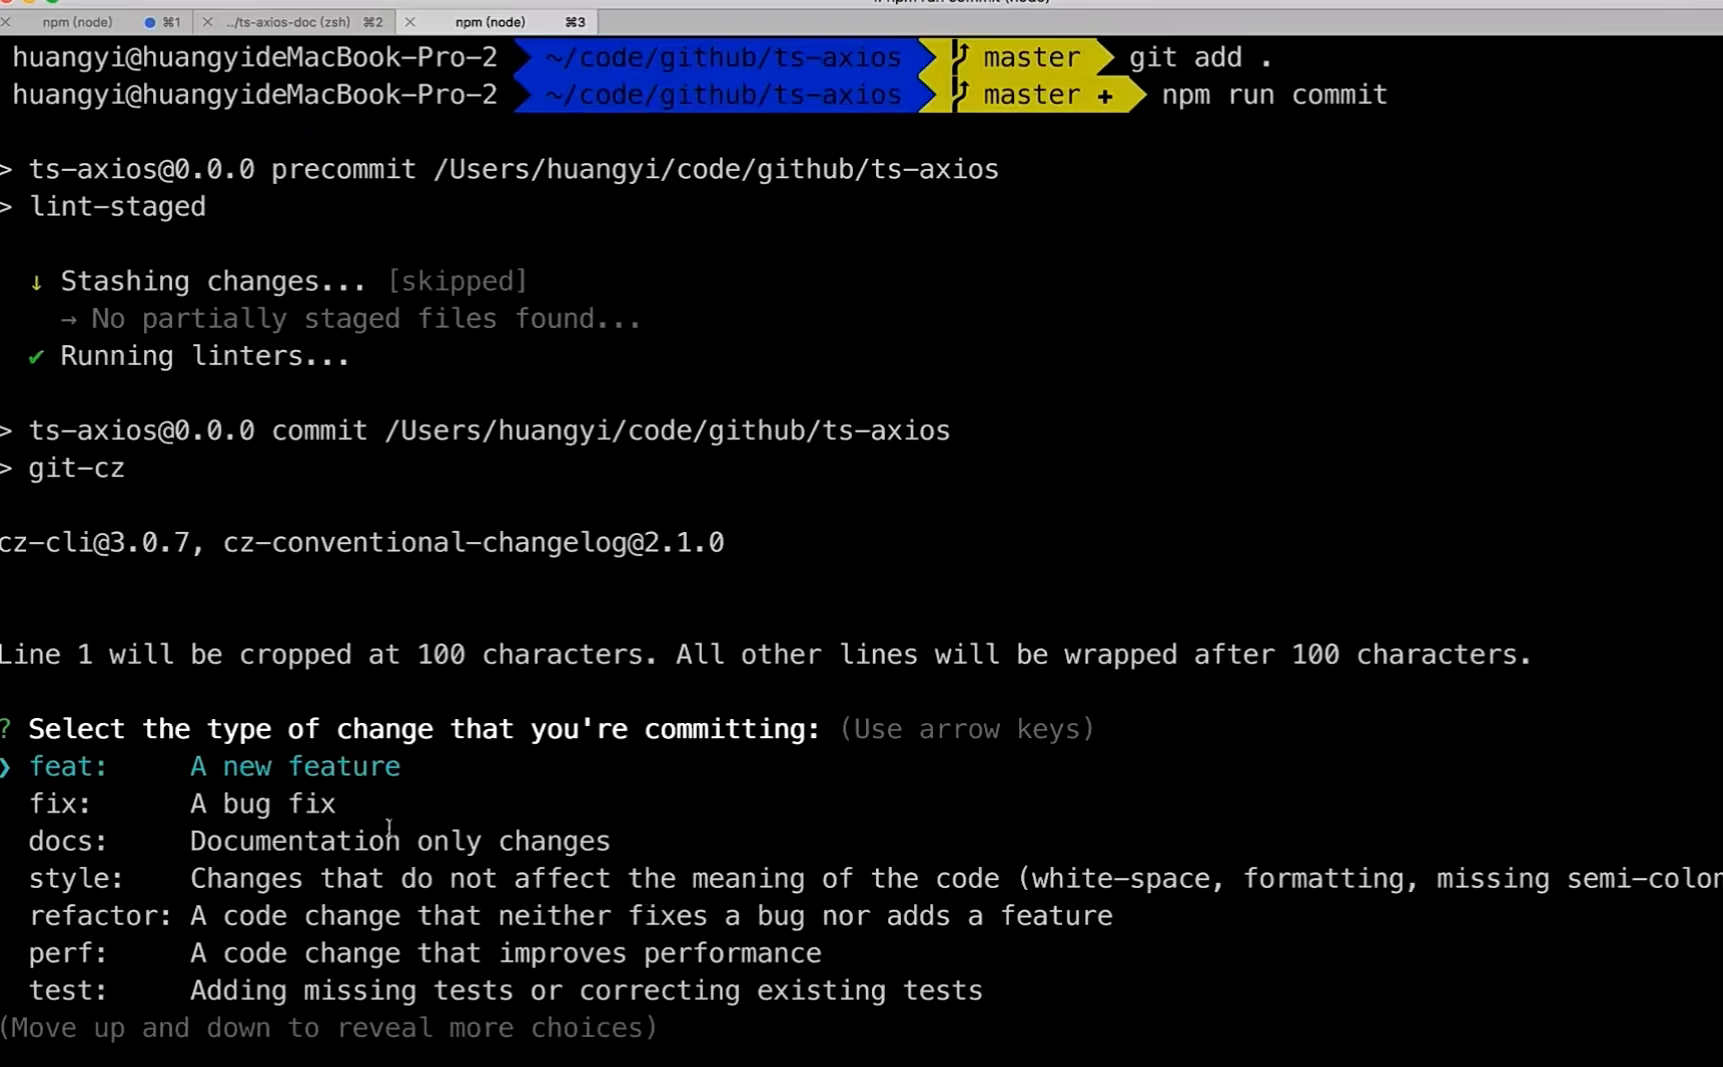 npm (node) ⌘1 ../ts-axios-doc (zsh) ⌘2 npm (node) ⌘3
huangyi@huangyideMacBook-Pro-2 ~/code/github/ts-axios master git add .
huangyi@huangyideMacBook-Pro-2 ~/code/github/ts-axios master + npm run commit
> ts-axios@0.0.0 precommit /Users/huangyi/code/github/ts-axios
> lint-staged
↓ Stashing changes... [skipped]
→ No partially staged files found...
✔ Running linters...
> ts-axios@0.0.0 commit /Users/huangyi/code/github/ts-axios
> git-cz
cz-cli@3.0.7, cz-conventional-changelog@2.1.0
Line 1 will be cropped at 100 characters. All other lines will be wrapped after 100 characters.
? Select the type of change that you're committing: (Use arrow keys)
❯ feat: A new feature
fix: A bug fix
docs: Documentation only changes
style: Changes that do not affect the meaning of the code (white-space, formatting, missing semi-colon
refactor: A code change that neither fixes a bug nor adds a feature
perf: A code change that improves performance
test: Adding missing tests or correcting existing tests
(Move up and down to reveal more choices)